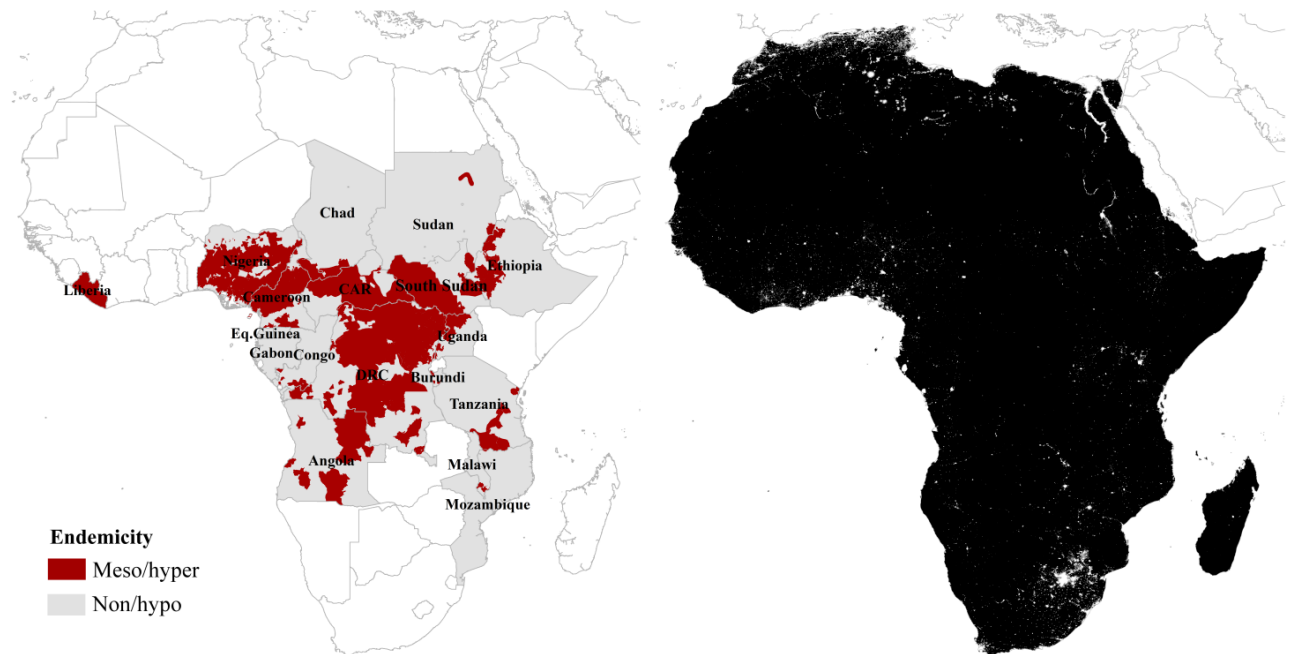 Chad
Sudan
Nigeria
Ethiopia
Liberia
Cameroon
CAR
South Sudan
Eq.Guinea
Uganda
Gabon
Congo
DRC
Burundi
Tanzania
Angola
Malawi
Mozambique
Endemicity
Meso/hyper
Non/hypo